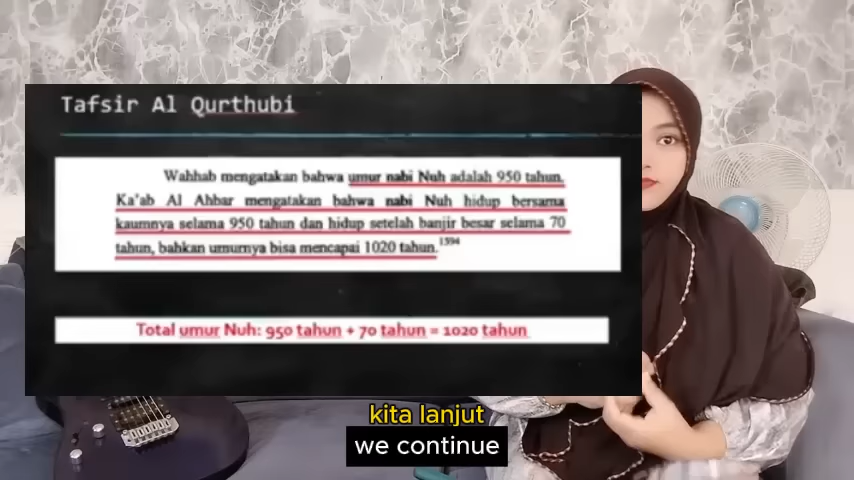 Tafsir Al Qurthubi
Wahhab mengatakan bahwa umur nabi Nuh adalah 950 tahun.
Ka'ab Al Ahbar mengatakan bahwa nabi Nuh hidup bersama
kaumnya selama 950 tahun dan hidup setelah banjir besar selama 70
tahun, bahkan umurnya bisa mencapai 1020 tahun.1394
Total umur Nuh: 950 tahun + 70 tahun = 1020 tahun
kita lanjut
we continue